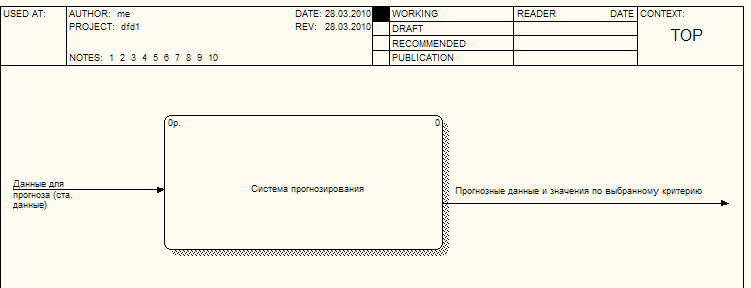 USED AT:
AUTHOR: me
DATE: 28.03.2010
WORKING
READER
DATE
CONTEXT:
PROJECT: dfd1
REV: 28.03.2010
DRAFT
TOP
RECOMMENDED
NOTES: 1 2 3 4 5 6 7 8 9 10
PUBLICATION
0р.
0
Данные для
прогноза (ста.
данные)
Система прогнозирования
Прогнозные данные и значения по выбранному критерию